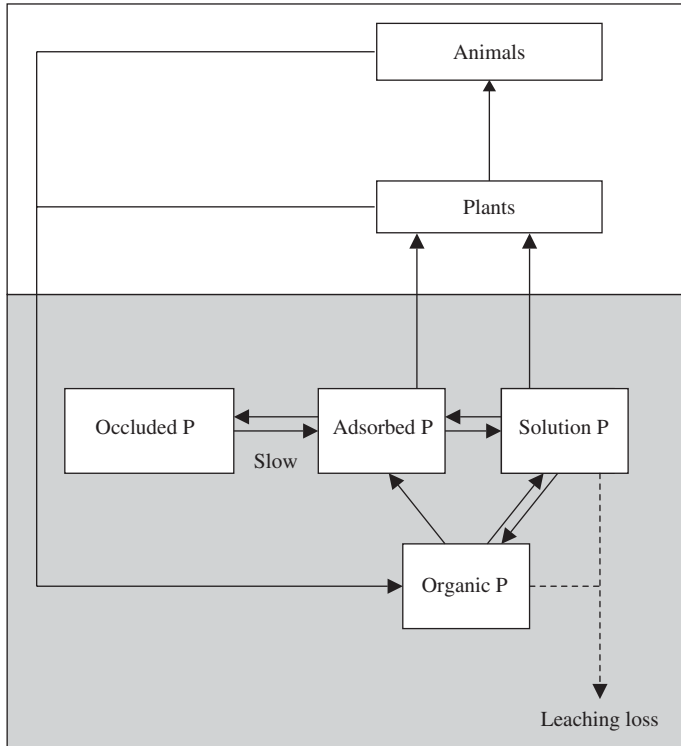 Animals
Plants
Occluded P
Adsorbed P
Solution P
Slow
Organic P
Leaching loss